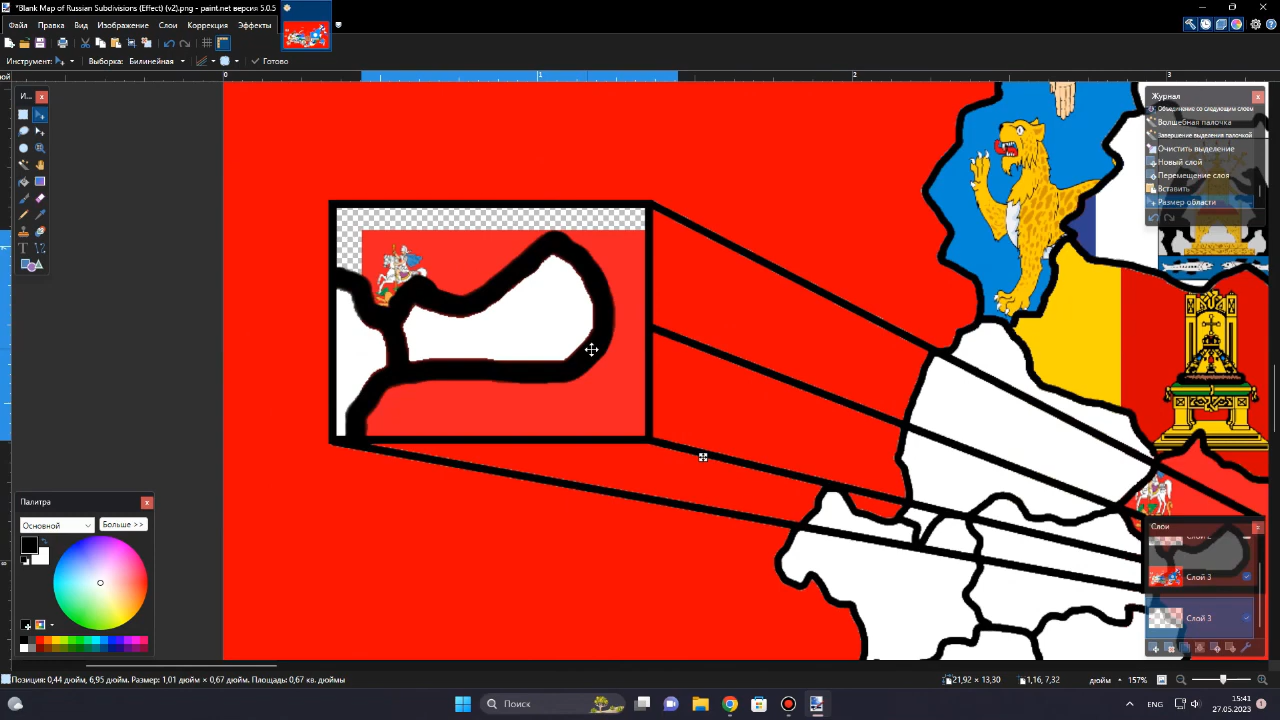 *Blank Map of Russian Subdivisions (Effect) (v2).png - paint.net версия 5.0.5
Файл Правка Вид Изображение Слои Коррекция Эффекты
Инструмент: Выборка: Билинейная Готово
0 1 2 3
И...
Журнал
Объединение со следующим слоем
Волшебная палочка
Завершение выделения палочкой
Очистить выделение
Новый слой
Перемещение слоя
Вставить
Размер области
Палитра
Основной Больше >>
Слои
Слой 3
Слой 3
Позиция: 0,44 дюйм, 6,95 дюйм. Размер: 1,01 дюйм × 0,67 дюйм. Площадь: 0,67 кв. дюймы
21,92 × 13,30 1,16, 7,32 дюйм 157%
Поиск
15:41
27.05.2023